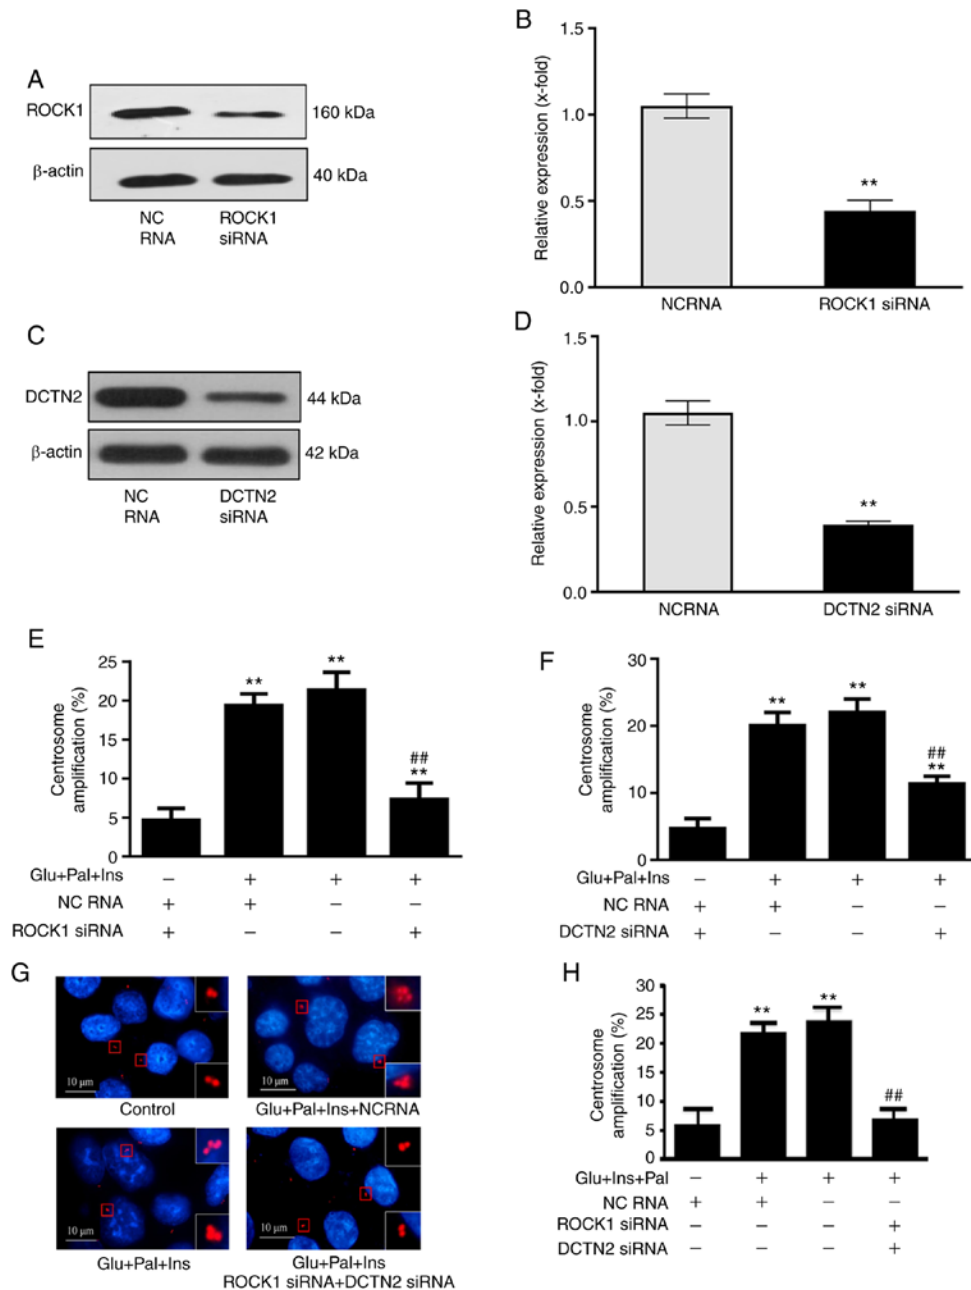 A
ROCK1
160 kDa
β-actin
40 kDa
NC ROCK1
RNA siRNA
B
Relative expression (x-fold)
1.5
1.0
0.5
0.0
**
NCRNA ROCK1 siRNA
C
DCTN2
44 kDa
β-actin
42 kDa
NC DCTN2
RNA siRNA
D
Relative expression (x-fold)
1.5
1.0
0.5
0.0
**
NCRNA DCTN2 siRNA
E
Centrosome
amplification (%)
25
20
15
10
5
0
** ** ##
**
Glu+Pal+Ins − + + +
NC RNA + + − −
ROCK1 siRNA + − − +
F
Centrosome
amplification (%)
30
20
10
0
** ** ##
**
Glu+Pal+Ins − + + +
NC RNA + + − −
DCTN2 siRNA + − − +
G
10 µm
Control
10 µm
Glu+Pal+Ins+NCRNA
10 µm
Glu+Pal+Ins
10 µm
Glu+Pal+Ins
ROCK1 siRNA+DCTN2 siRNA
H
Centrosome
amplification (%)
25
20
15
10
5
0
** ** ##
Glu+Ins+Pal − + + +
NC RNA + + − −
ROCK1 siRNA − − − +
DCTN2 siRNA − − − +